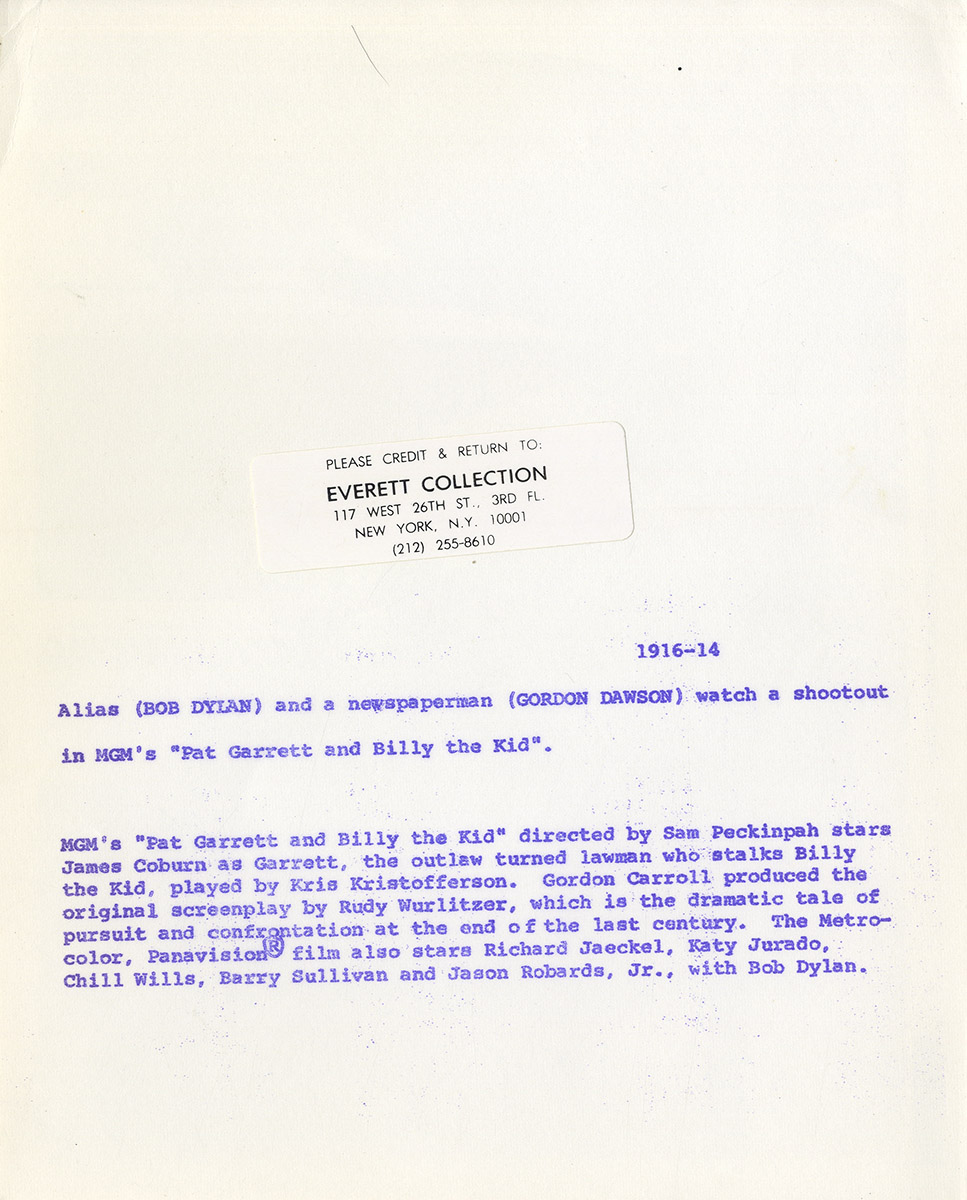 PLEASE CREDIT & RETURN TO:
EVERETT COLLECTION
117 WEST 26TH ST., 3RD FL.
NEW YORK, N.Y. 10001
(212) 255-8610
1916-14
Alias (BOB DYLAN) and a newspaperman (GORDON DAWSON) watch a shootout
in MGM's "Pat Garrett and Billy the Kid".
MGM's "Pat Garrett and Billy the Kid" directed by Sam Peckinpah stars
James Coburn as Garrett, the outlaw turned lawman who stalks Billy
the Kid, played by Kris Kristofferson.  Gordon Carroll produced the
original screenplay by Rudy Wurlitzer, which is the dramatic tale of
pursuit and confrontation at the end of the last century.  The Metro-
color, Panavision® film also stars Richard Jaeckel, Katy Jurado,
Chill Wills, Barry Sullivan and Jason Robards, Jr., with Bob Dylan.